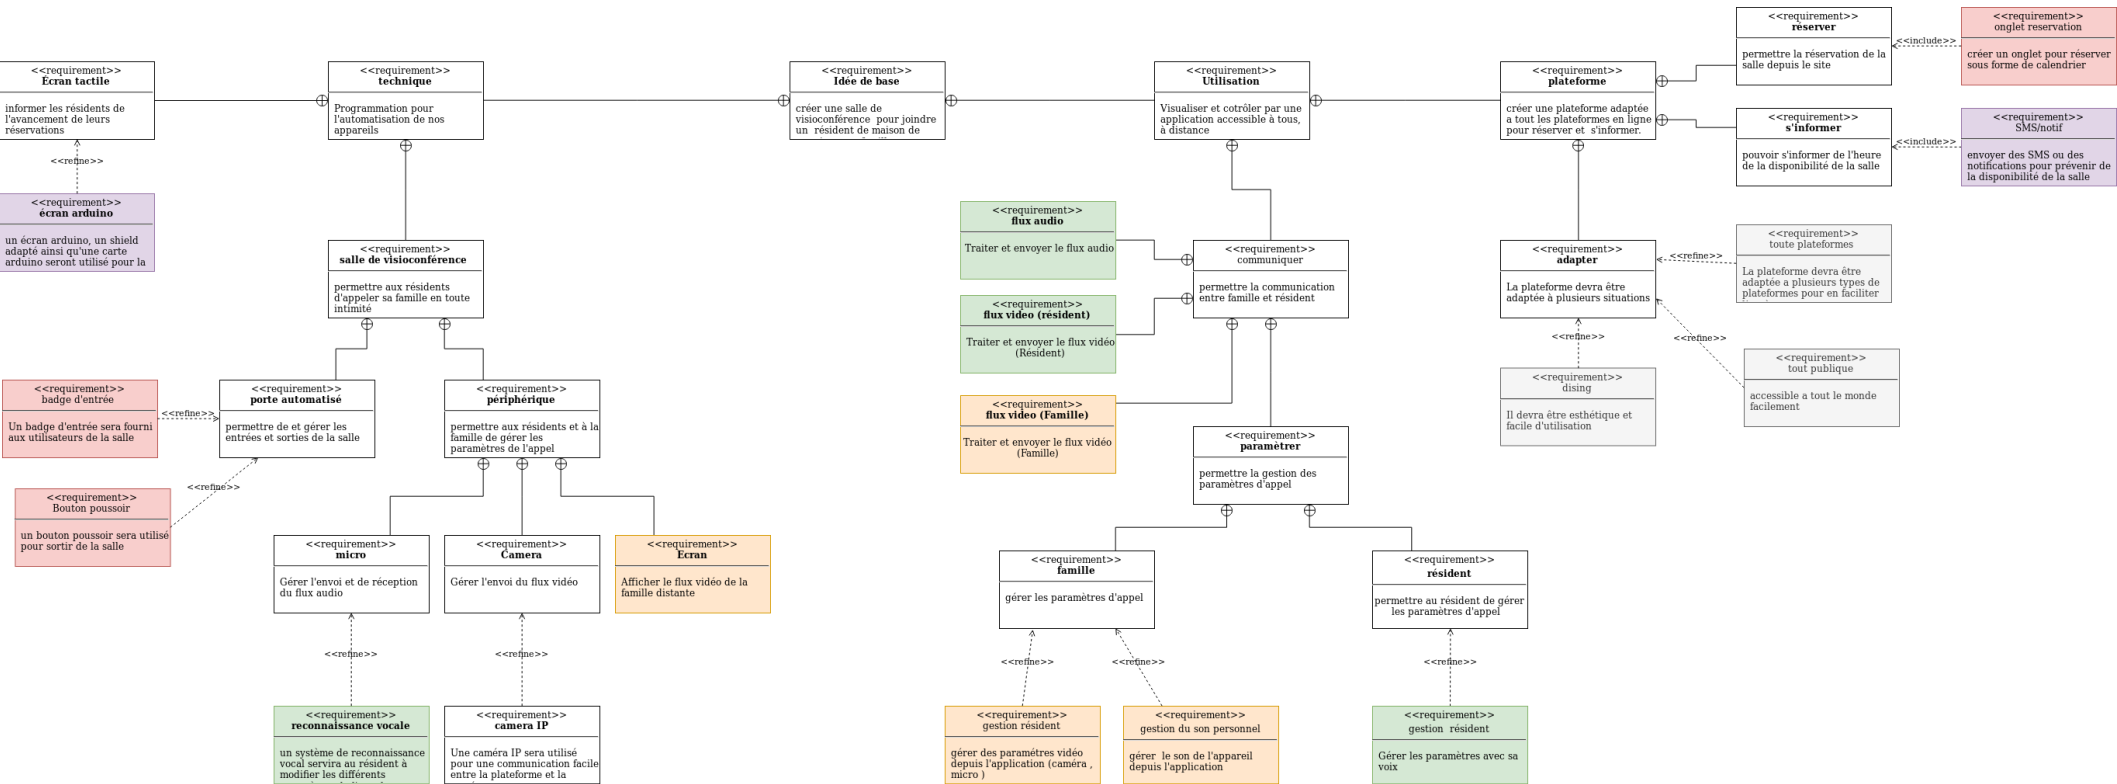 <<requirement>>
Écran tactile
informer les résidents de
l'avancement de leurs
réservations
<<refine>>
<<requirement>>
écran arduino
un écran arduino, un shield
adapté ainsi qu'une carte
arduino seront utilisé pour la
<<requirement>>
technique
Programmation pour
l'automatisation de nos
appareils
<<requirement>>
salle de visioconférence
permettre aux résidents
d'appeler sa famille en toute
intimité
<<requirement>>
badge d'entrée
Un badge d'entrée sera fourni
aux utilisateurs de la salle
<<refine>>
<<requirement>>
porte automatisé
permettre de et gérer les
entrées et sorties de la salle
<<refine>>
<<requirement>>
Bouton poussoir
un bouton poussoir sera utilisé
pour sortir de la salle
<<requirement>>
périphérique
permettre aux résidents et à la
famille de gérer les
paramètres de l'appel
<<requirement>>
micro
Gérer l'envoi et de réception
du flux audio
<<requirement>>
Camera
Gérer l'envoi du flux vidéo
<<requirement>>
Ecran
Afficher le flux vidéo de la
famille distante
<<refine>>
<<refine>>
<<requirement>>
reconnaissance vocale
un système de reconnaissance
vocal servira au résident à
modifier les différents
<<requirement>>
camera IP
Une caméra IP sera utilisé
pour une communication facile
entre la plateforme et la
<<requirement>>
Idée de base
créer une salle de
visioconférence pour joindre
un résident de maison de
<<requirement>>
Utilisation
Visualiser et cotrôler par une
application accessible à tous,
à distance
<<requirement>>
flux audio
Traiter et envoyer le flux audio
<<requirement>>
flux video (résident)
Traiter et envoyer le flux vidéo
(Résident)
<<requirement>>
flux video (Famille)
Traiter et envoyer le flux vidéo
(Famille)
<<requirement>>
communiquer
permettre la communication
entre famille et résident
<<requirement>>
paramètrer
permettre la gestion des
paramètres d'appel
<<requirement>>
famille
gérer les paramètres d'appel
<<requirement>>
résident
permettre au résident de gérer
les paramètres d'appel
<<refine>>
<<refine>>
<<refine>>
<<requirement>>
gestion résident
gérer des paramétres vidéo
depuis l'application (caméra ,
micro )
<<requirement>>
gestion du son personnel
gérer le son de l'appareil
depuis l'application
<<requirement>>
gestion résident
Gérer les paramètres avec sa
voix
<<requirement>>
plateforme
créer une plateforme adaptée
a tout les plateformes en ligne
pour réserver et s'informer.
<<requirement>>
réserver
permettre la réservation de la
salle depuis le site
<<include>>
<<requirement>>
onglet reservation
créer un onglet pour réserver
sous forme de calendrier
<<requirement>>
s'informer
pouvoir s'informer de l'heure
de la disponibilité de la salle
<<include>>
<<requirement>>
SMS/notif
envoyer des SMS ou des
notifications pour prévenir de
la disponibilité de la salle
<<requirement>>
adapter
La plateforme devra être
adaptée à plusieurs situations
<<refine>>
<<requirement>>
toute plateformes
La plateforme devra être
adaptée a plusieurs types de
plateformes pour en faciliter
<<refine>>
<<refine>>
<<requirement>>
dising
Il devra être esthétique et
facile d'utilisation
<<requirement>>
tout publique
accessible a tout le monde
facilement